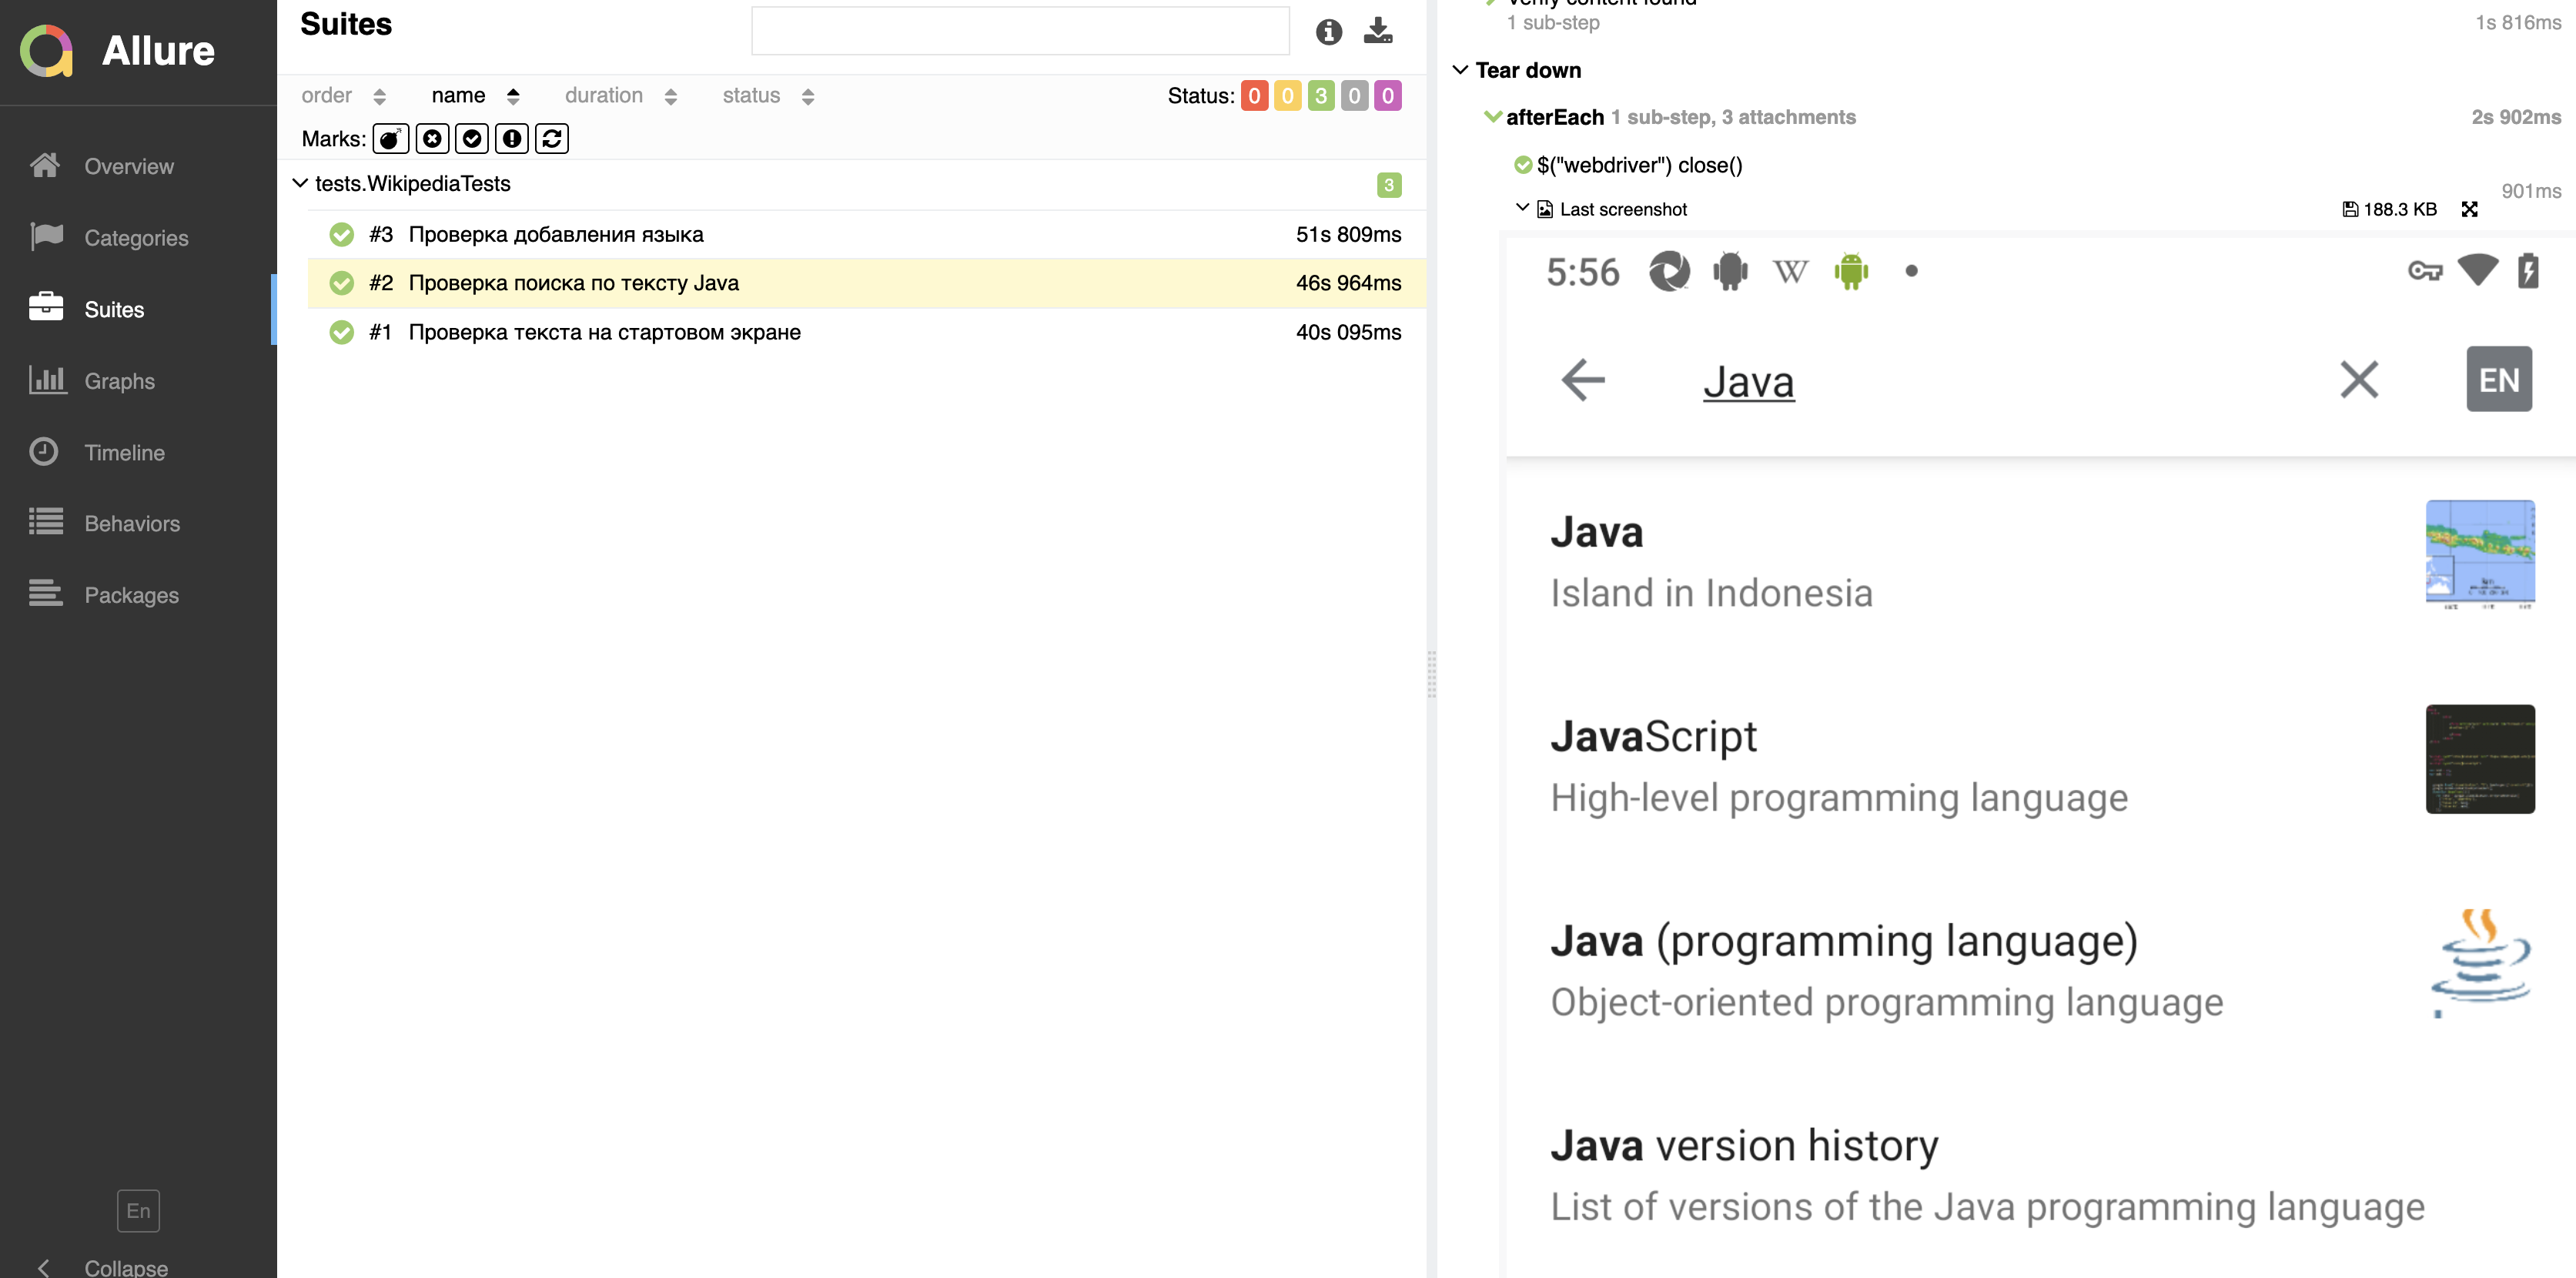 Allure
Overview
Categories
Suites
Graphs
Timeline
Behaviors
Packages
En
Collapse
Suites
order name duration status
Status: 0 0 3 0 0
Marks:
tests.WikipediaTests 3
#3 Проверка добавления языка 51s 809ms
#2 Проверка поиска по тексту Java 46s 964ms
#1 Проверка текста на стартовом экране 40s 095ms
Verify content found
1 sub-step 1s 816ms
Tear down
afterEach 1 sub-step, 3 attachments 2s 902ms
$("webdriver") close() 901ms
Last screenshot 188.3 KB
5:56 W
Java EN
Java
Island in Indonesia
JavaScript
High-level programming language
Java (programming language)
Object-oriented programming language
Java version history
List of versions of the Java programming language